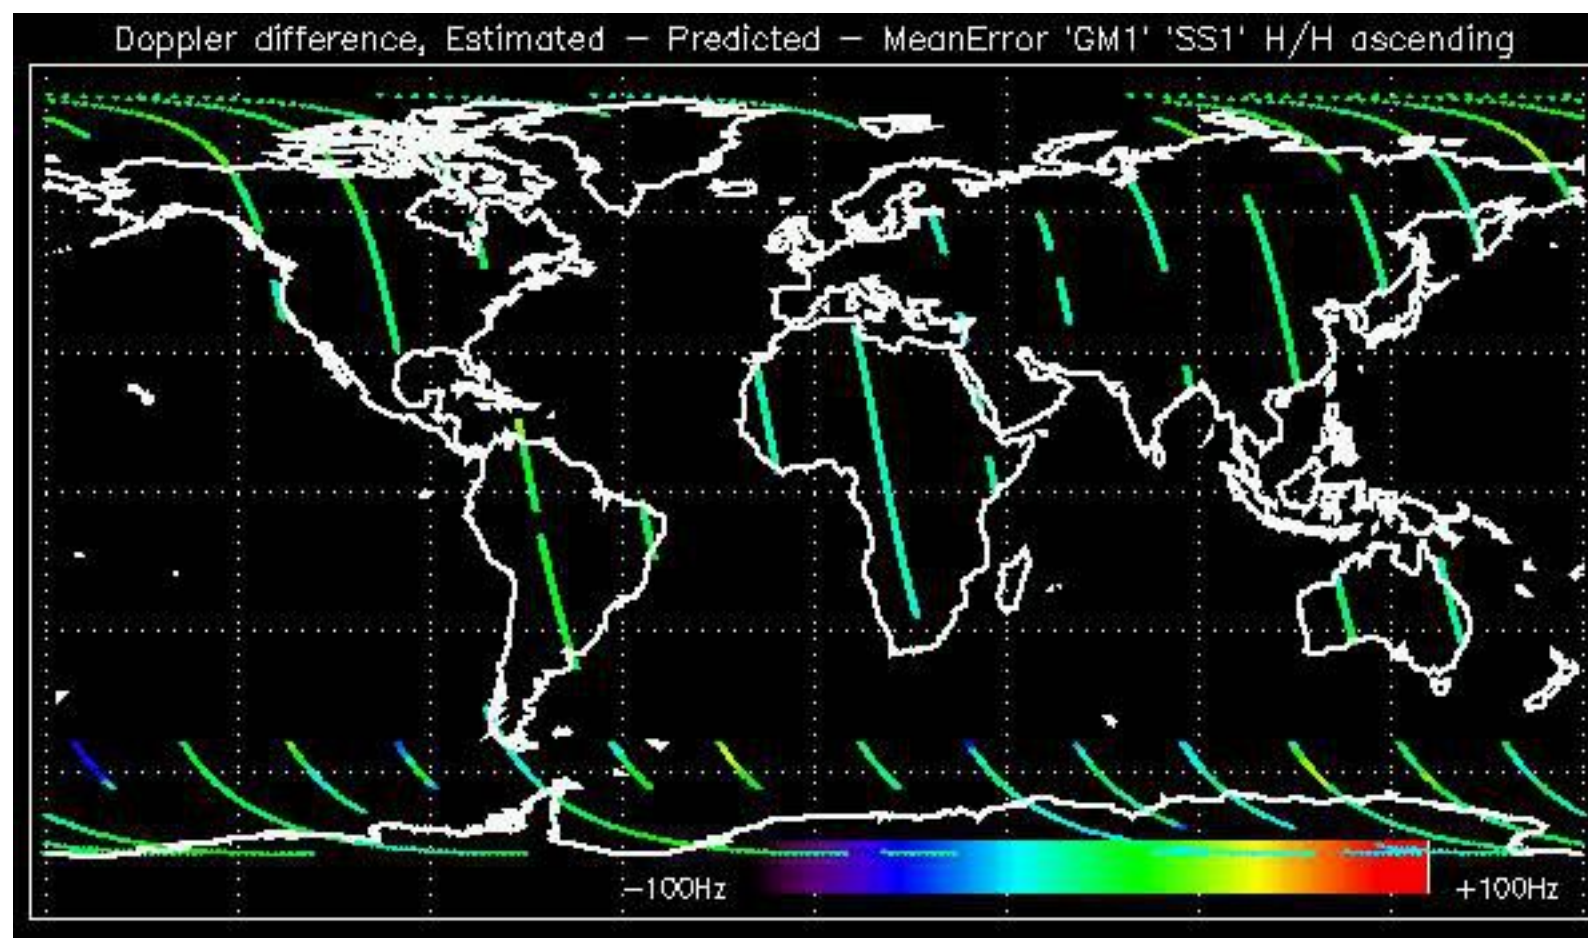 Doppler difference, Estimated − Predicted − MeanError 'GM1' 'SS1' H/H ascending
−100Hz
+100Hz